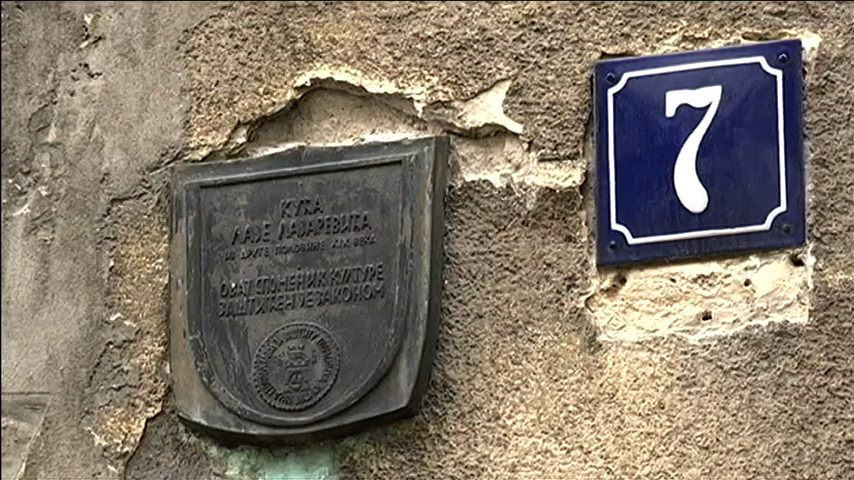 КУЋА
ЛАЗЕ ЛАЗАРЕВИЋА
ИЗ ДРУГЕ ПОЛОВИНЕ XIX ВЕКА
ОВАЈ СПОМЕНИК КУЛТУРЕ
ЗАШТИЋЕН ЈЕ ЗАКОНОМ
7